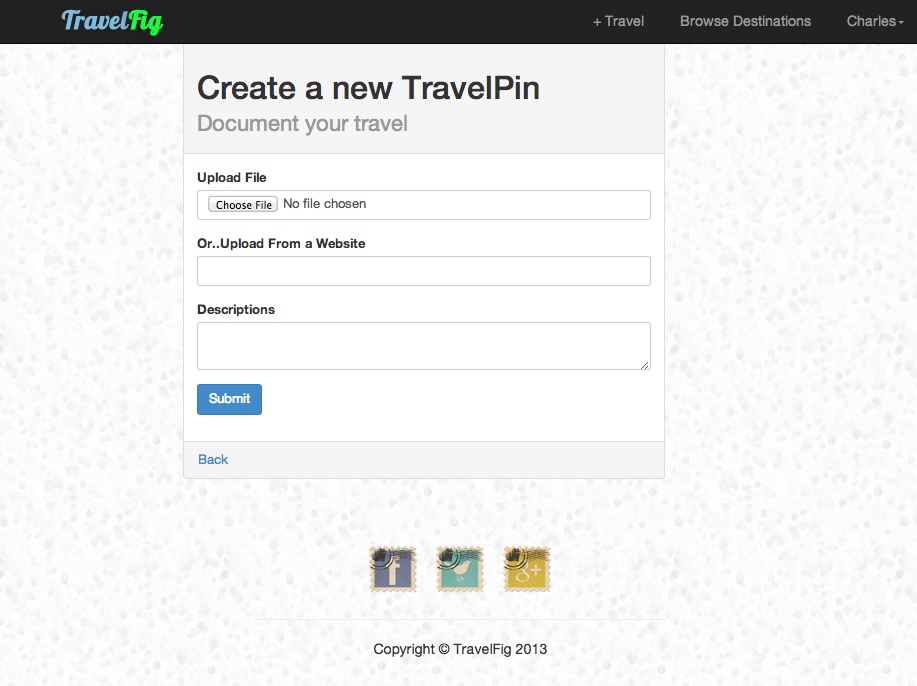 TravelFig
+ Travel
Browse Destinations
Charles
Create a new TravelPin
Document your travel
Upload File
Choose File No file chosen
Or..Upload From a Website
Descriptions
Submit
Back
f
g+
Copyright © TravelFig 2013